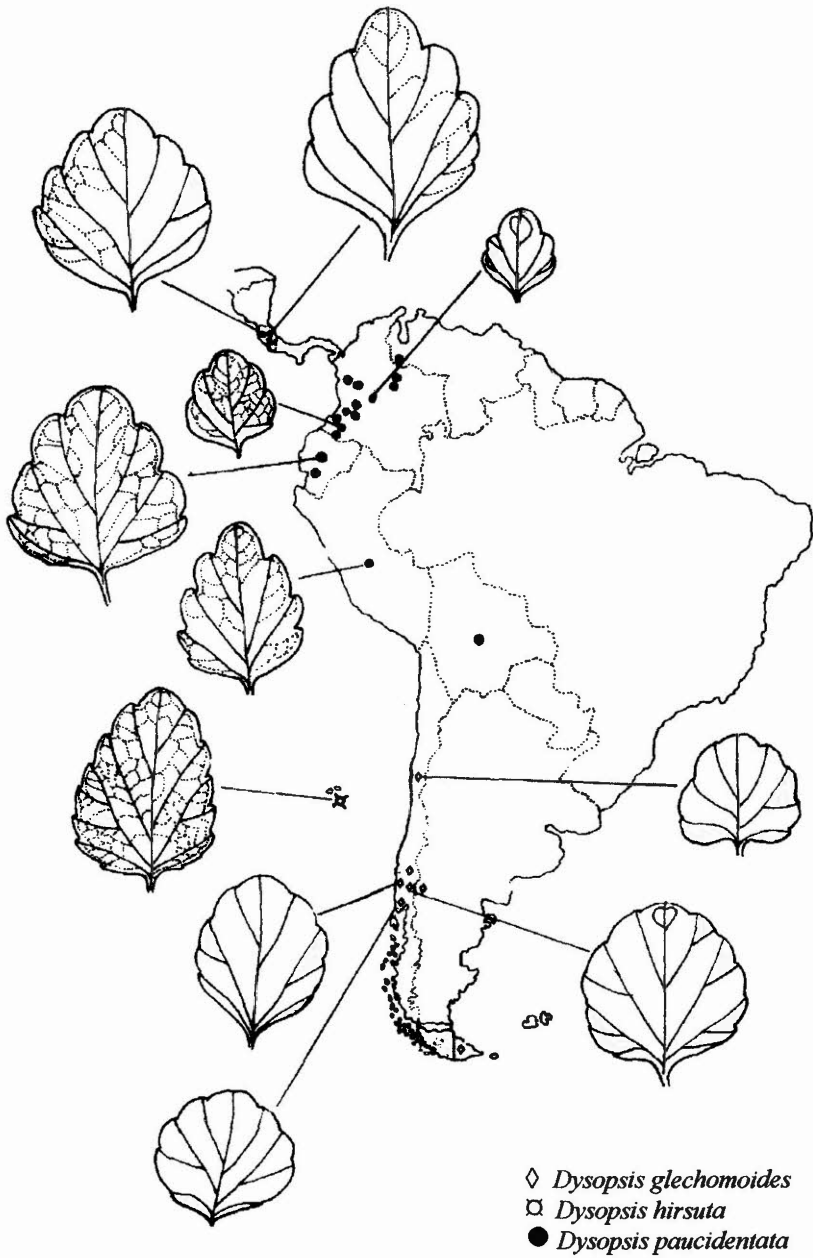 ◊ Dysopsis glechomoides
¤ Dysopsis hirsuta
● Dysopsis paucidentata